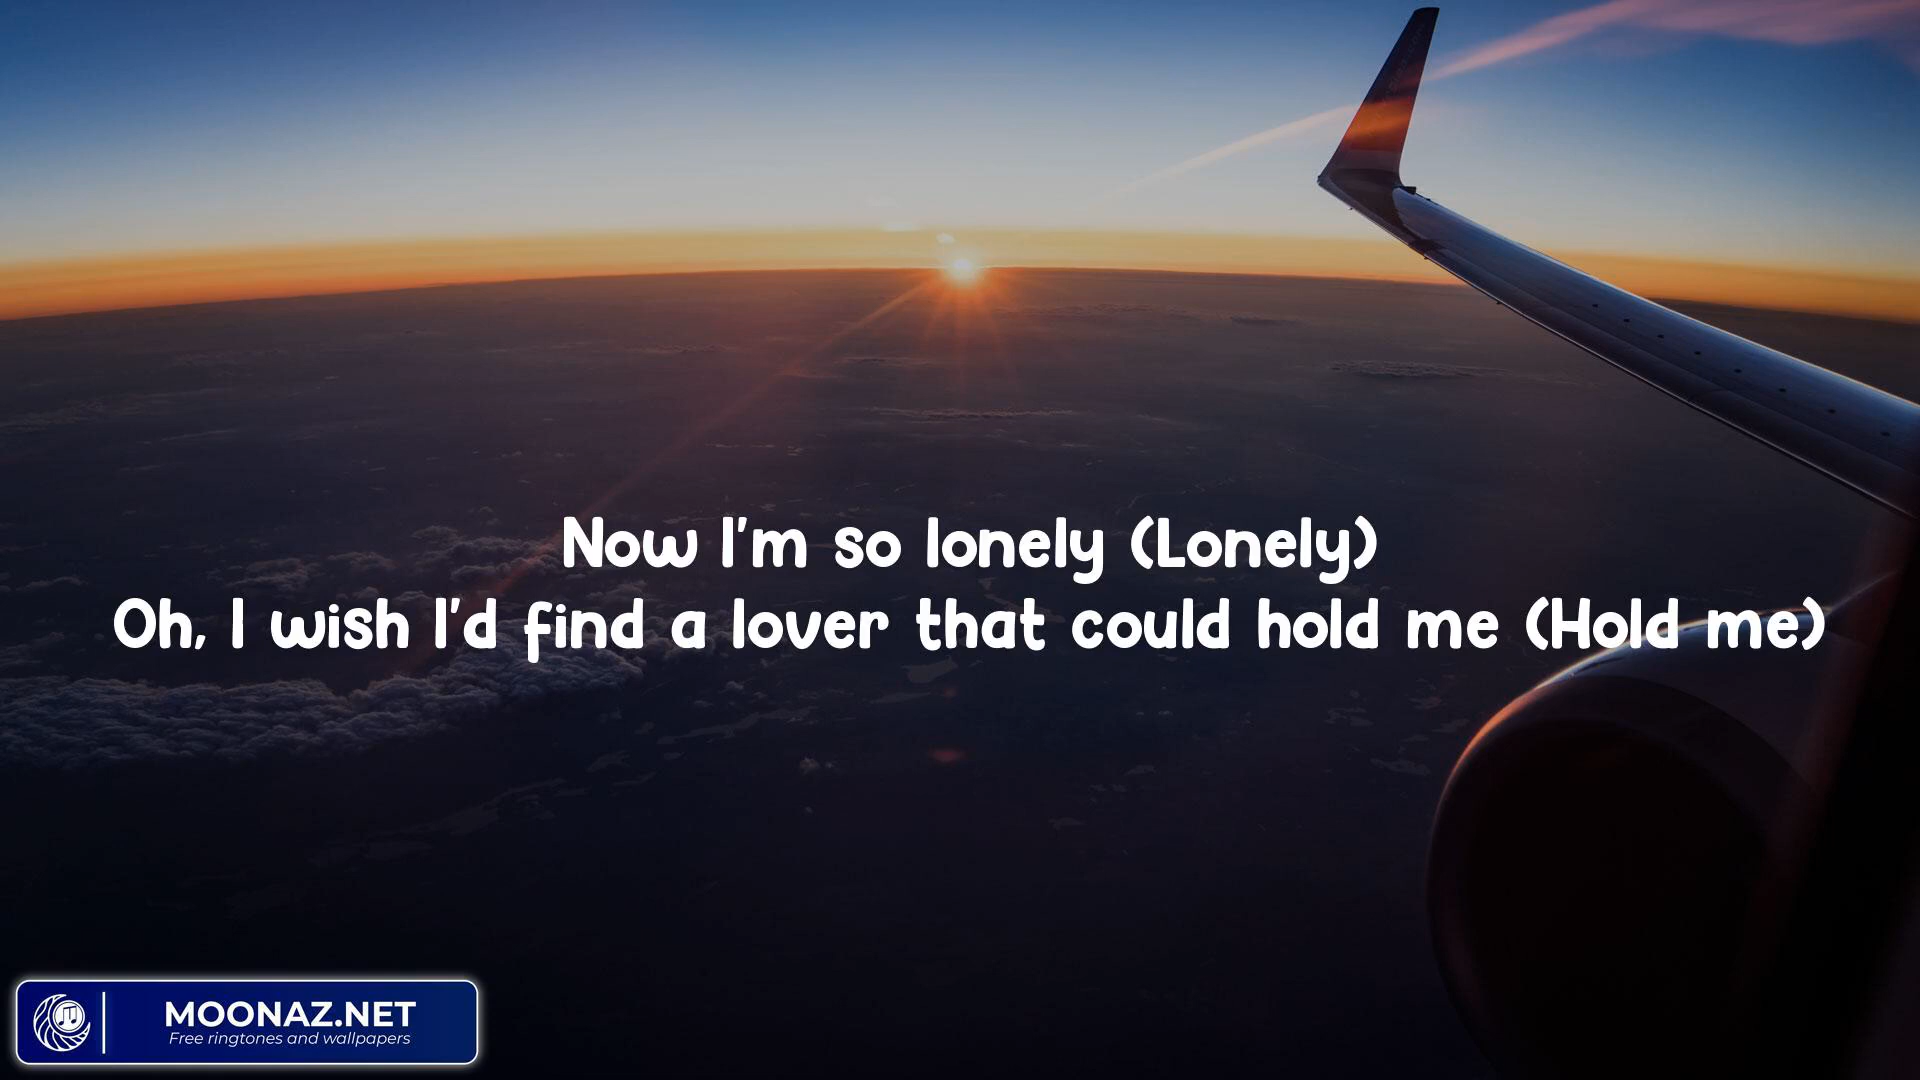 Now I'm so lonely (Lonely)
Oh, I wish I'd find a lover that could hold me (Hold me)
MOONAZ.NET
Free ringtones and wallpapers